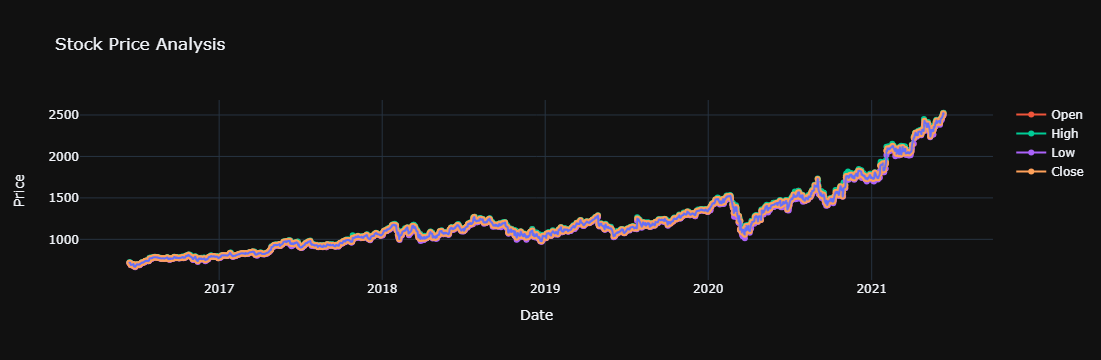 Stock Price Analysis
2500
2000
1500
1000
Price
2017
2018
2019
2020
2021
Date
Open
High
Low
Close